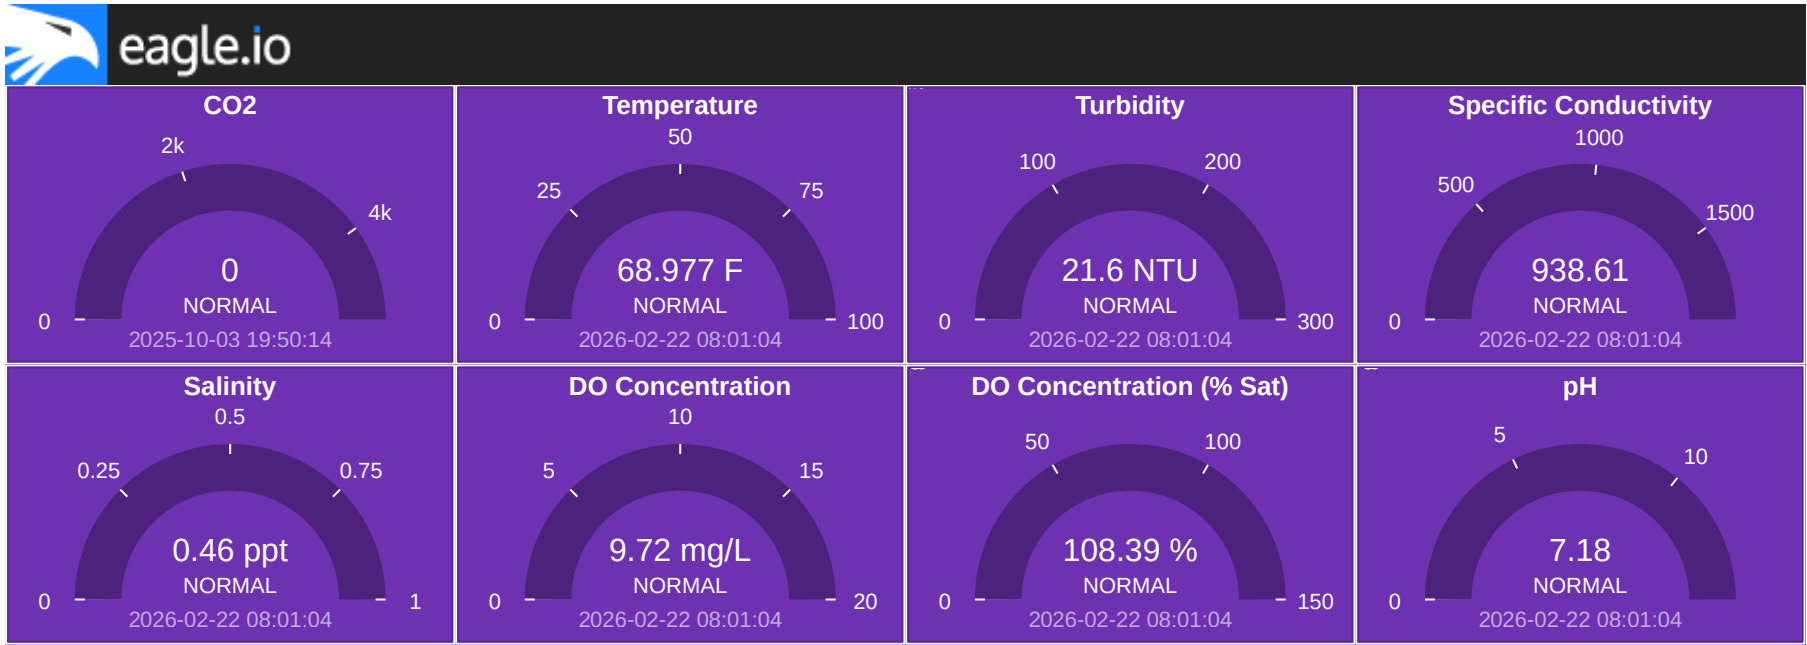 eagle.io
CO2
2k
4k
0
0
NORMAL
2025-10-03 19:50:14
Temperature
50
25
75
68.977 F
NORMAL
0
100
2026-02-22 08:01:04
Turbidity
100
200
21.6 NTU
NORMAL
0
300
2026-02-22 08:01:04
Specific Conductivity
1000
500
1500
938.61
NORMAL
0
2026-02-22 08:01:04
Salinity
0.5
0.25
0.75
0.46 ppt
NORMAL
0
1
2026-02-22 08:01:04
DO Concentration
10
5
15
9.72 mg/L
NORMAL
0
20
2026-02-22 08:01:04
DO Concentration (% Sat)
50
100
108.39 %
NORMAL
0
150
2026-02-22 08:01:04
pH
5
10
7.18
NORMAL
0
2026-02-22 08:01:04